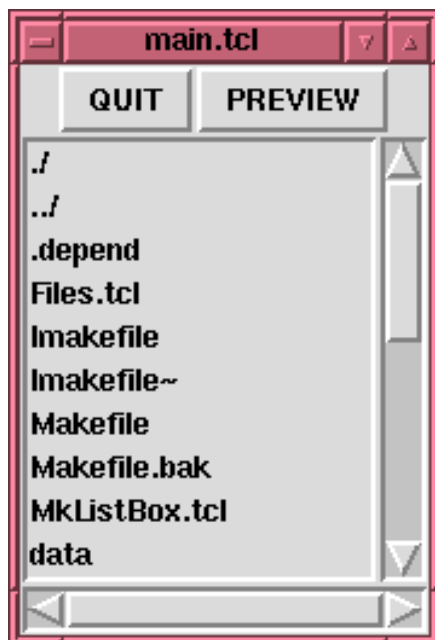 main.tcl
QUIT PREVIEW
./
../
.depend
Files.tcl
Imakefile
Imakefile~
Makefile
Makefile.bak
MkListBox.tcl
data